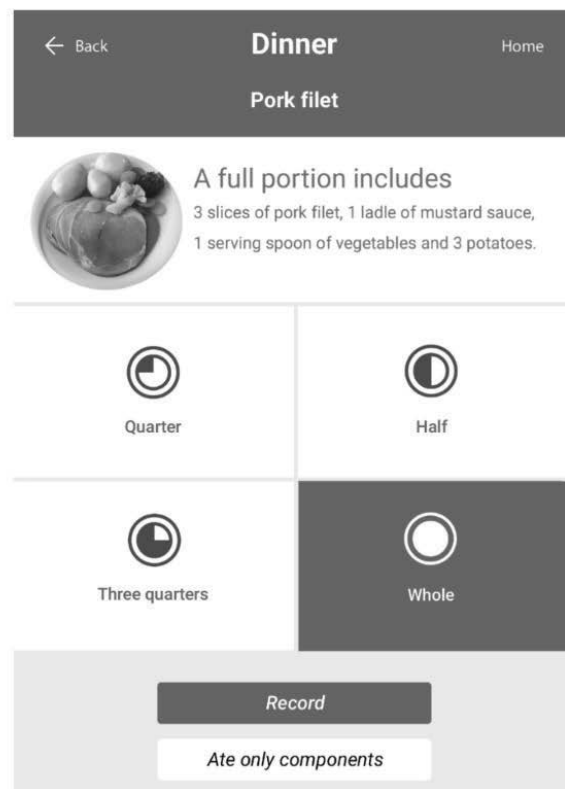 ← Back Dinner Home
Pork filet
A full portion includes
3 slices of pork filet, 1 ladle of mustard sauce,
1 serving spoon of vegetables and 3 potatoes.
Quarter Half
Three quarters Whole
Record
Ate only components